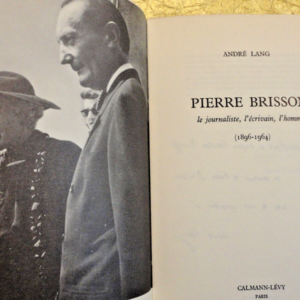 ANDRÉ LANG
PIERRE BRISSON
le journaliste, l'écrivain, l'homme
(1896-1964)
CALMANN-LÉVY
PARIS